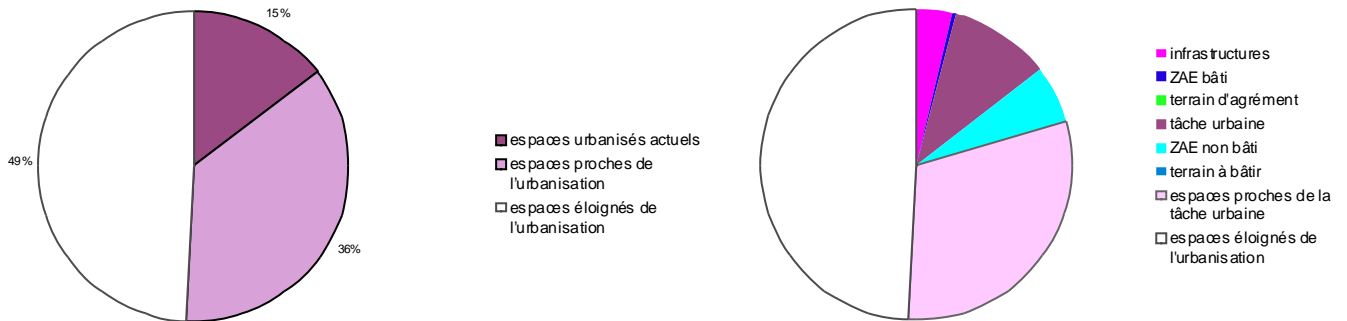 15%
49%
36%
espaces urbanisés actuels
espaces proches de
l'urbanisation
espaces éloignés de
l'urbanisation
infrastructures
ZAE bâti
terrain d'agrément
tâche urbaine
ZAE non bâti
terrain à bâtir
espaces proches de la
tâche urbaine
espaces éloignés de
l'urbanisation